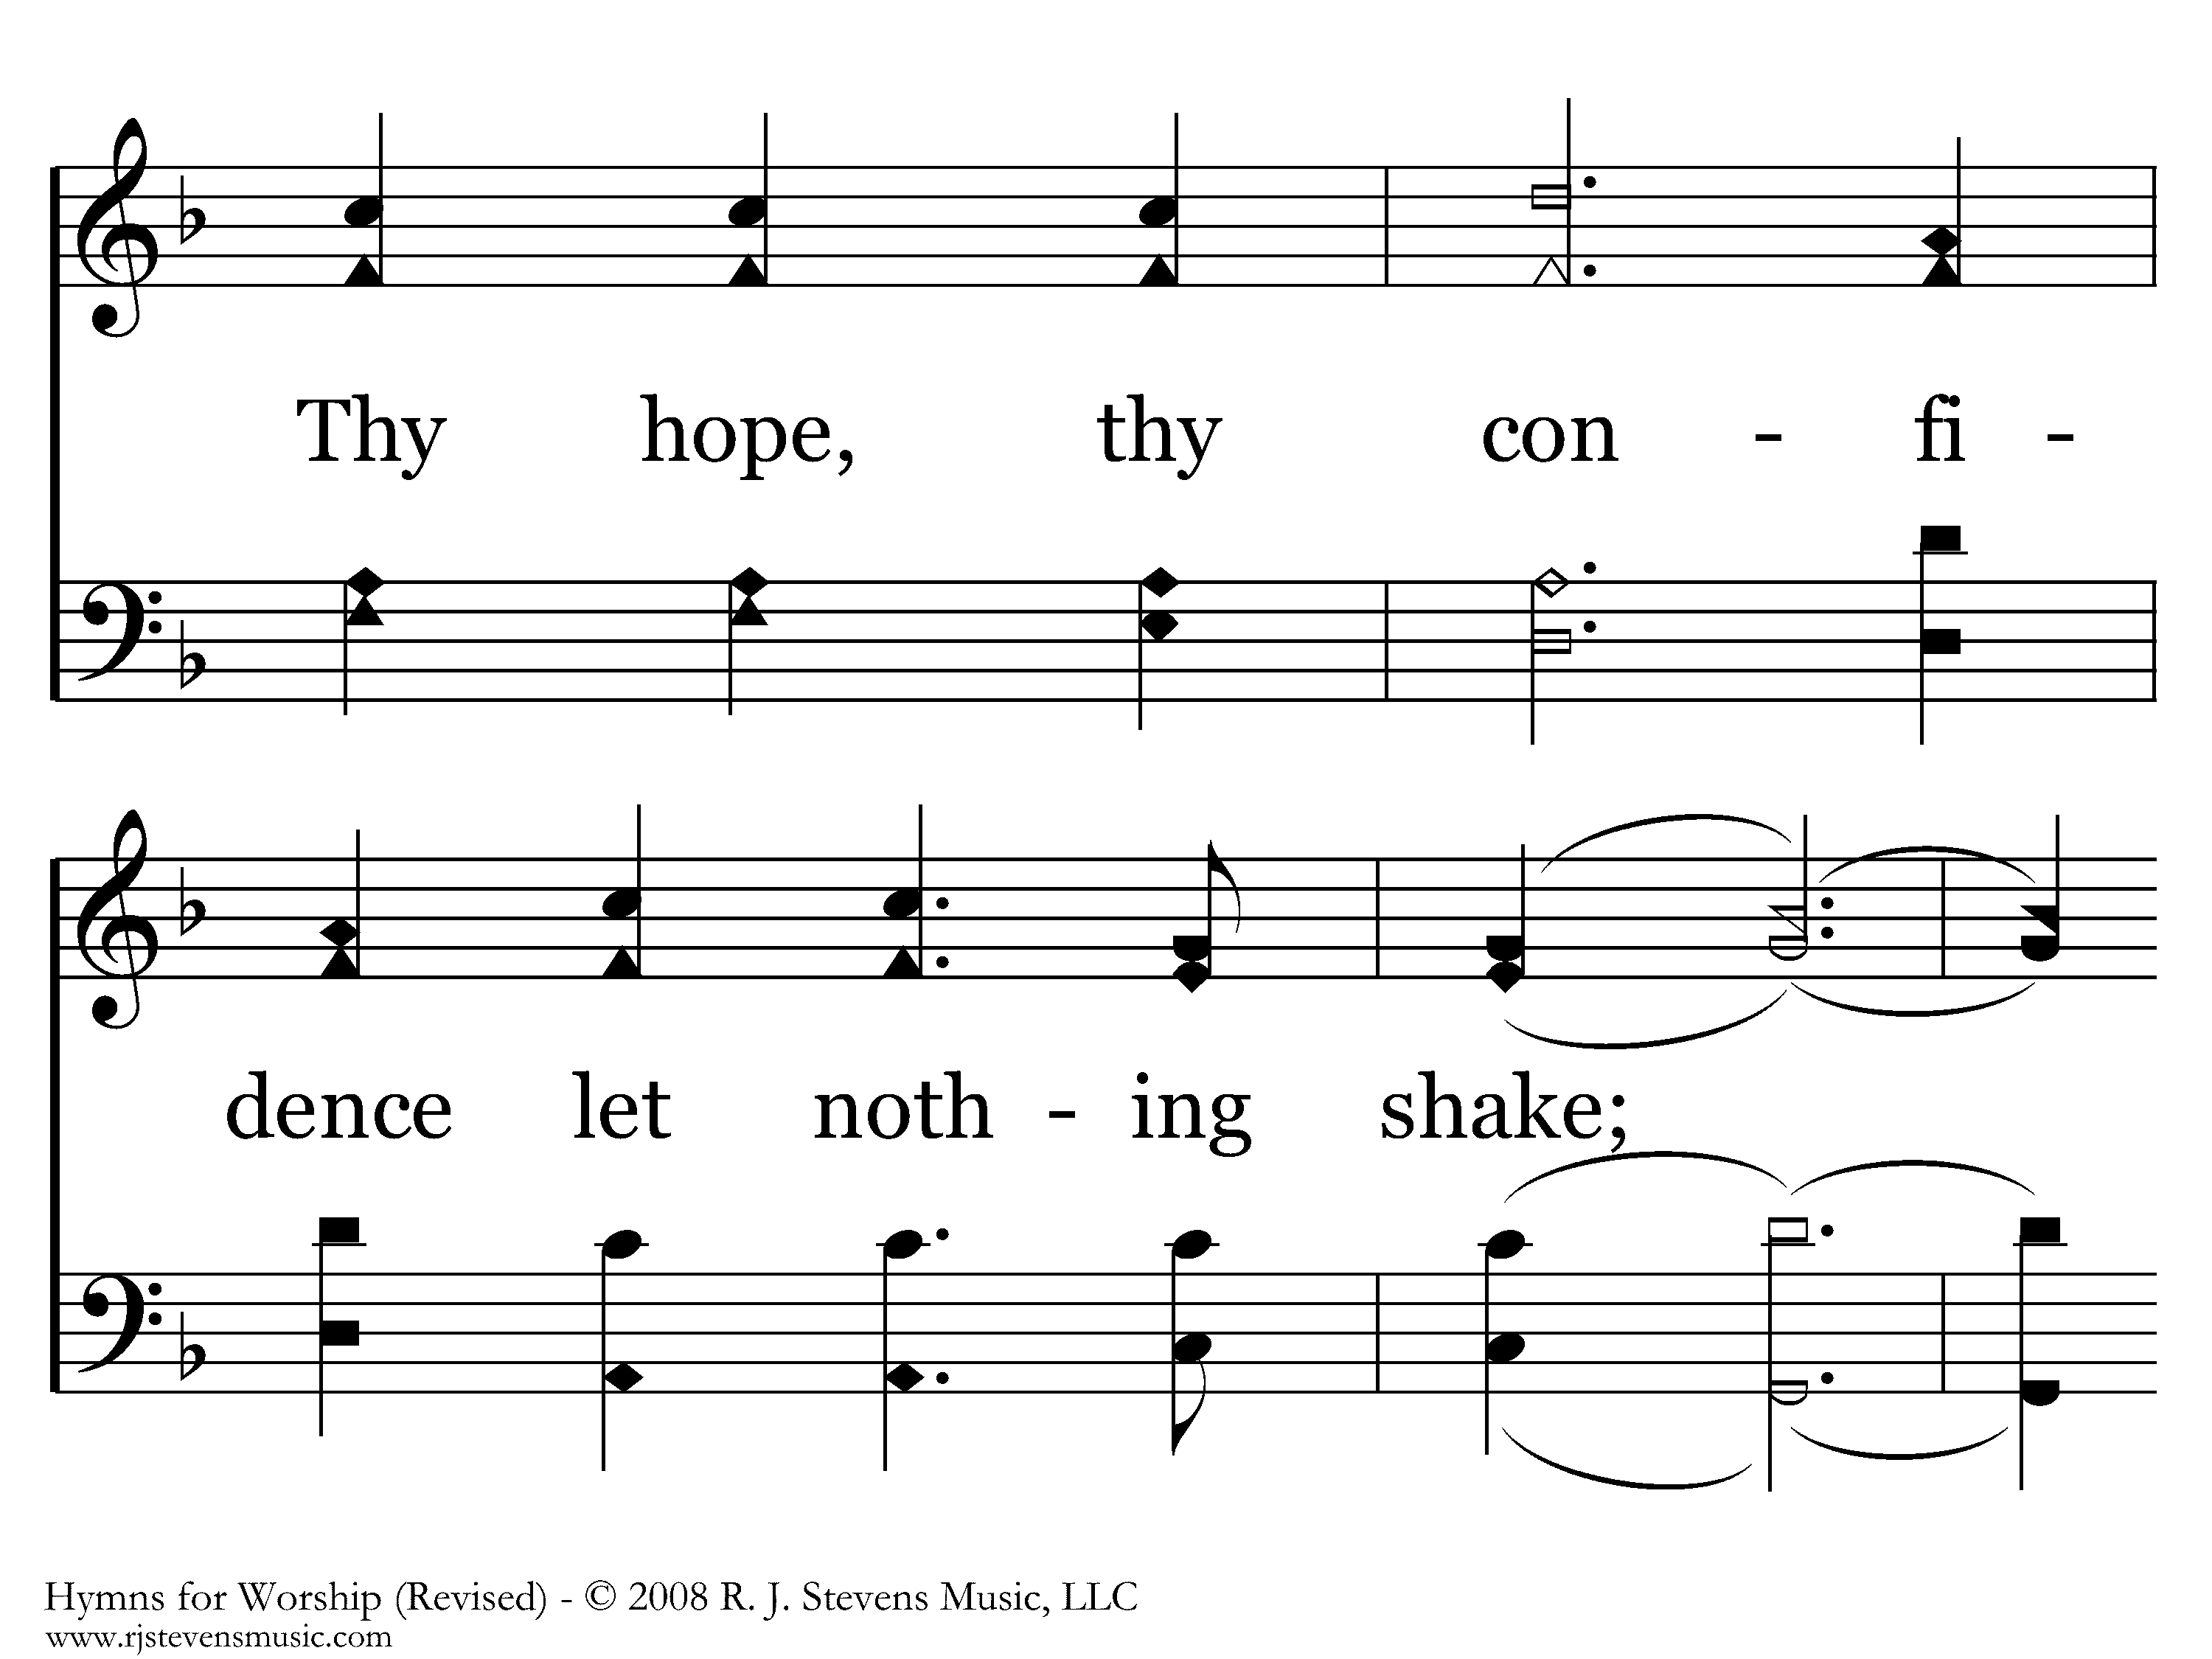 Thy hope, thy con - fi -
dence let noth - ing shake;
Hymns for Worship (Revised) - © 2008 R. J. Stevens Music, LLC
www.rjstevensmusic.com